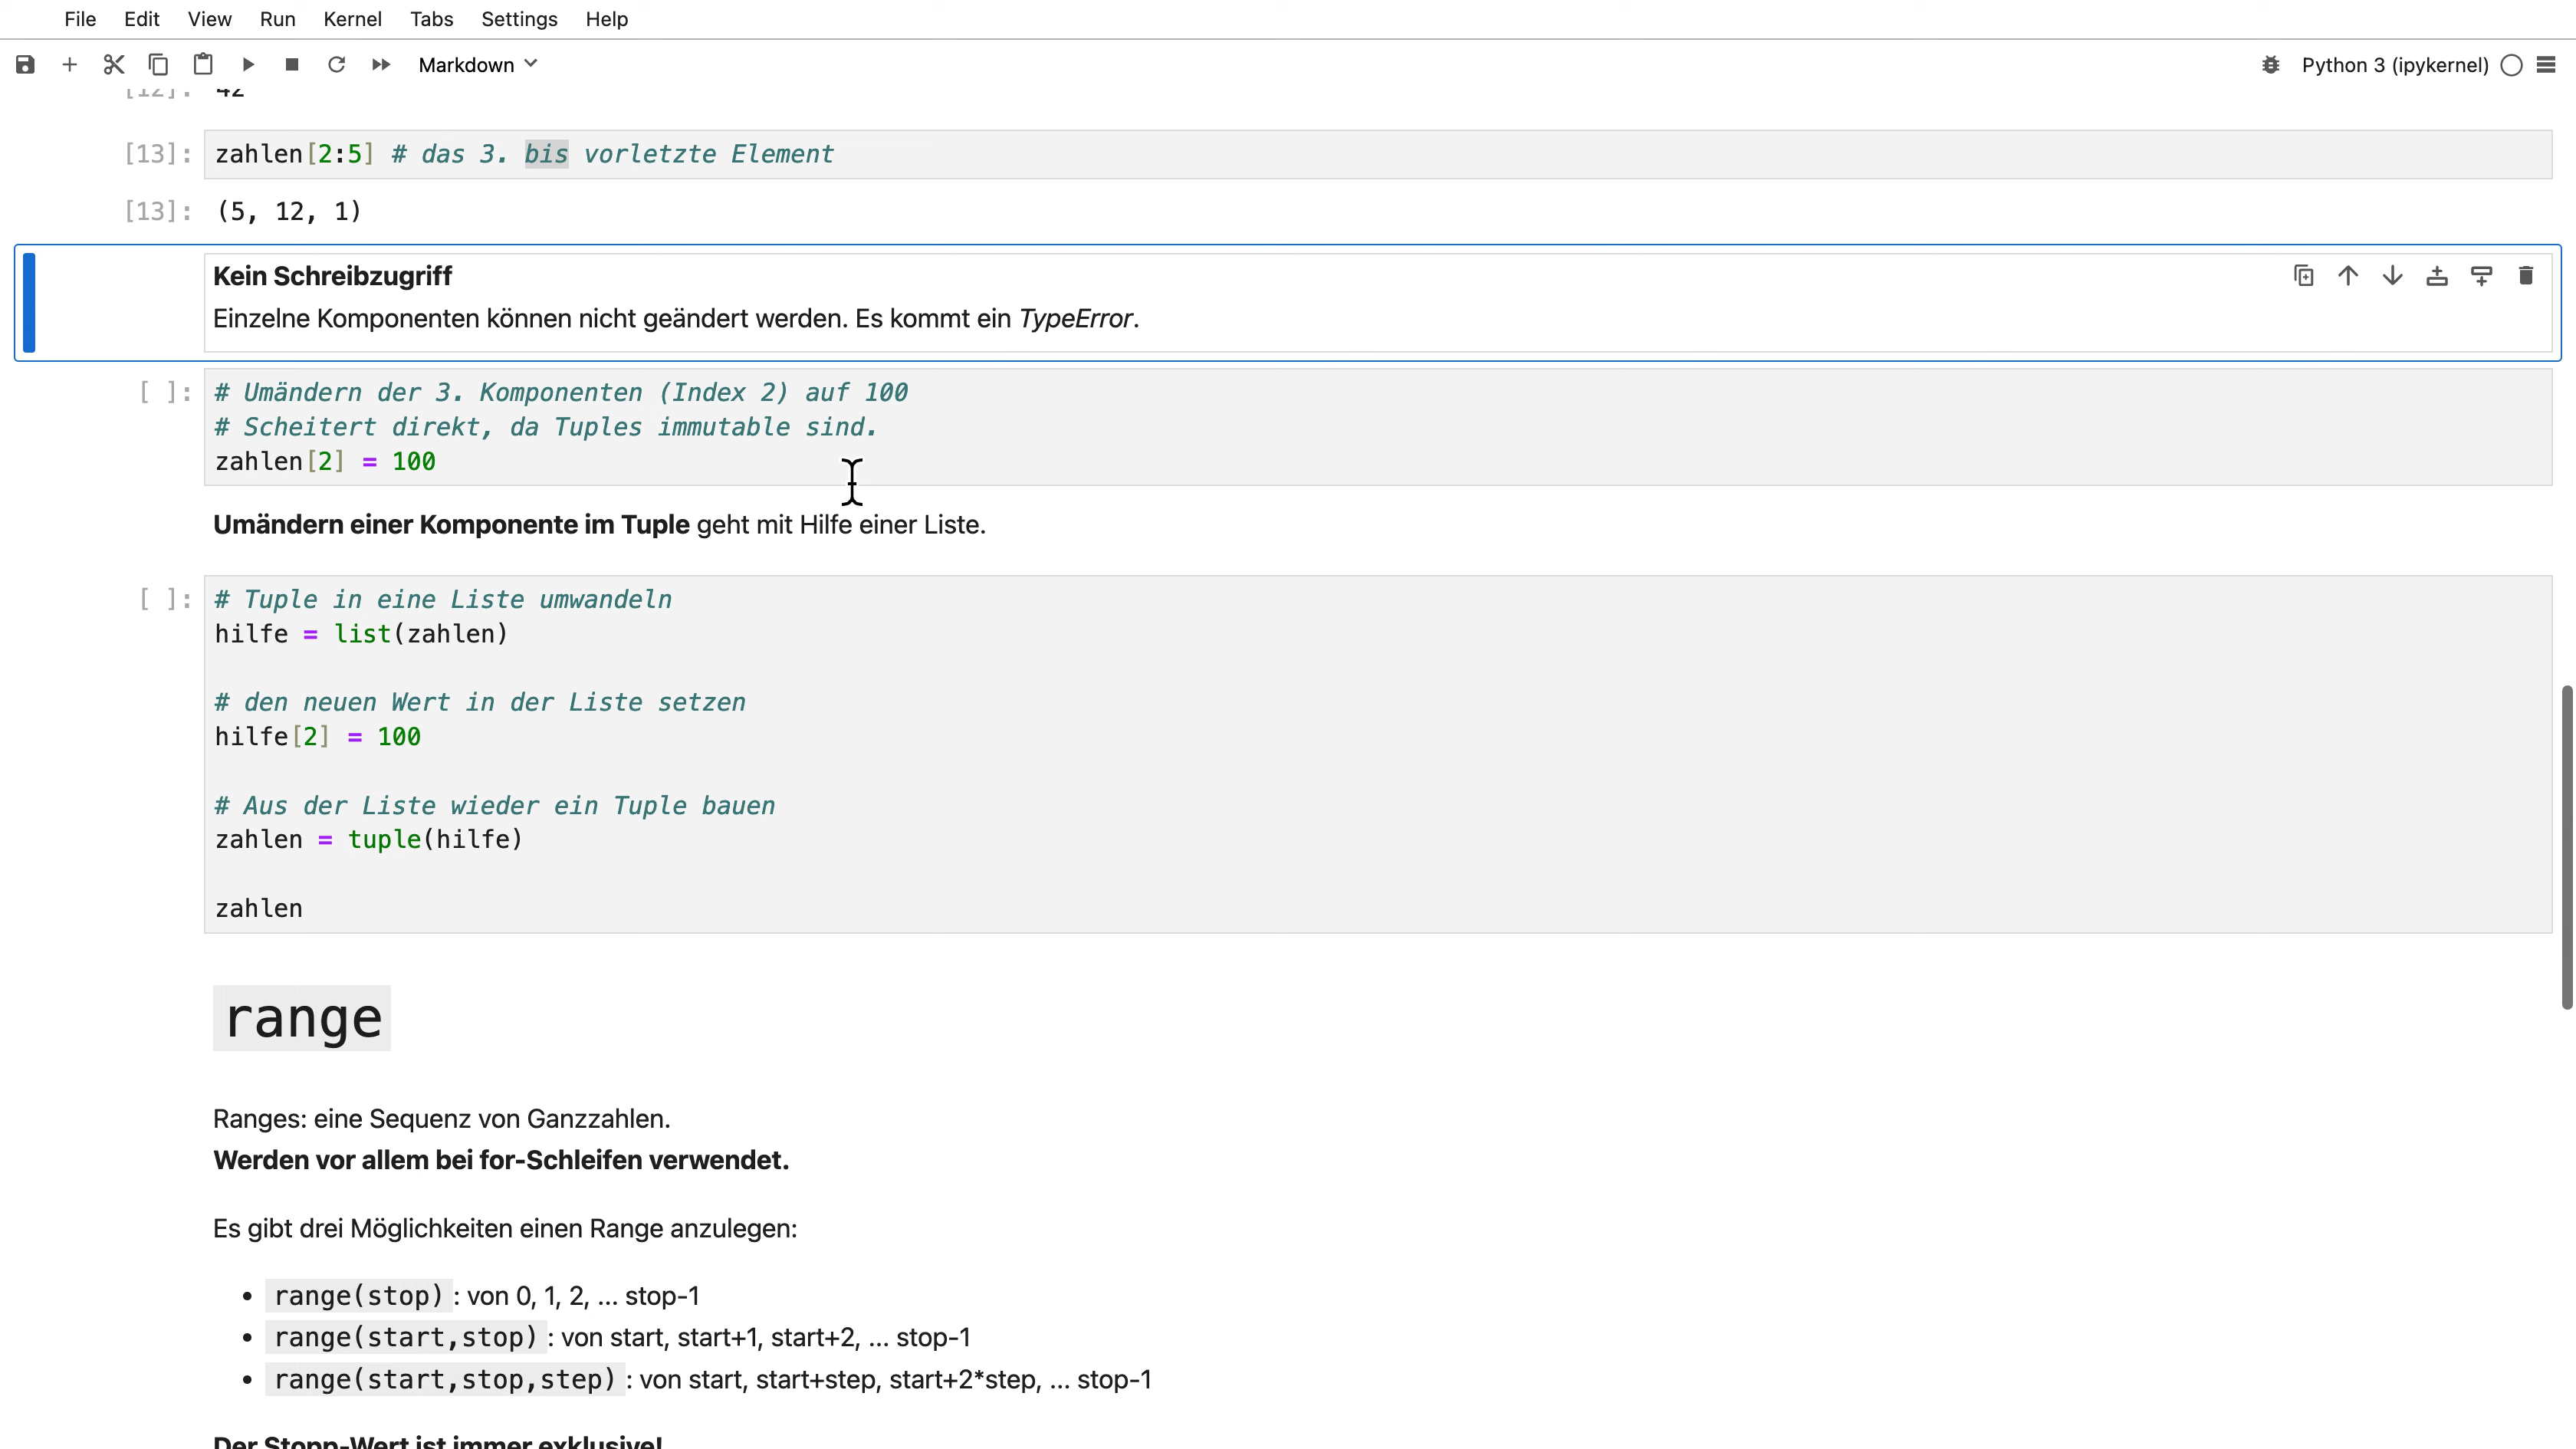 File Edit View Run Kernel Tabs Settings Help
Markdown Python 3 (ipykernel)
[12]: 42
[13]: zahlen[2:5] # das 3. bis vorletzte Element
[13]: (5, 12, 1)
Kein Schreibzugriff
Einzelne Komponenten können nicht geändert werden. Es kommt ein TypeError.
[ ]: # Umändern der 3. Komponenten (Index 2) auf 100
# Scheitert direkt, da Tuples immutable sind.
zahlen[2] = 100
Umändern einer Komponente im Tuple geht mit Hilfe einer Liste.
[ ]: # Tuple in eine Liste umwandeln
hilfe = list(zahlen)
# den neuen Wert in der Liste setzen
hilfe[2] = 100
# Aus der Liste wieder ein Tuple bauen
zahlen = tuple(hilfe)
zahlen
range
Ranges: eine Sequenz von Ganzzahlen.
Werden vor allem bei for-Schleifen verwendet.
Es gibt drei Möglichkeiten einen Range anzulegen:
• range(stop) : von 0, 1, 2, ... stop-1
• range(start,stop) : von start, start+1, start+2, ... stop-1
• range(start,stop,step) : von start, start+step, start+2*step, ... stop-1
Der Stopp-Wert ist immer exklusive!